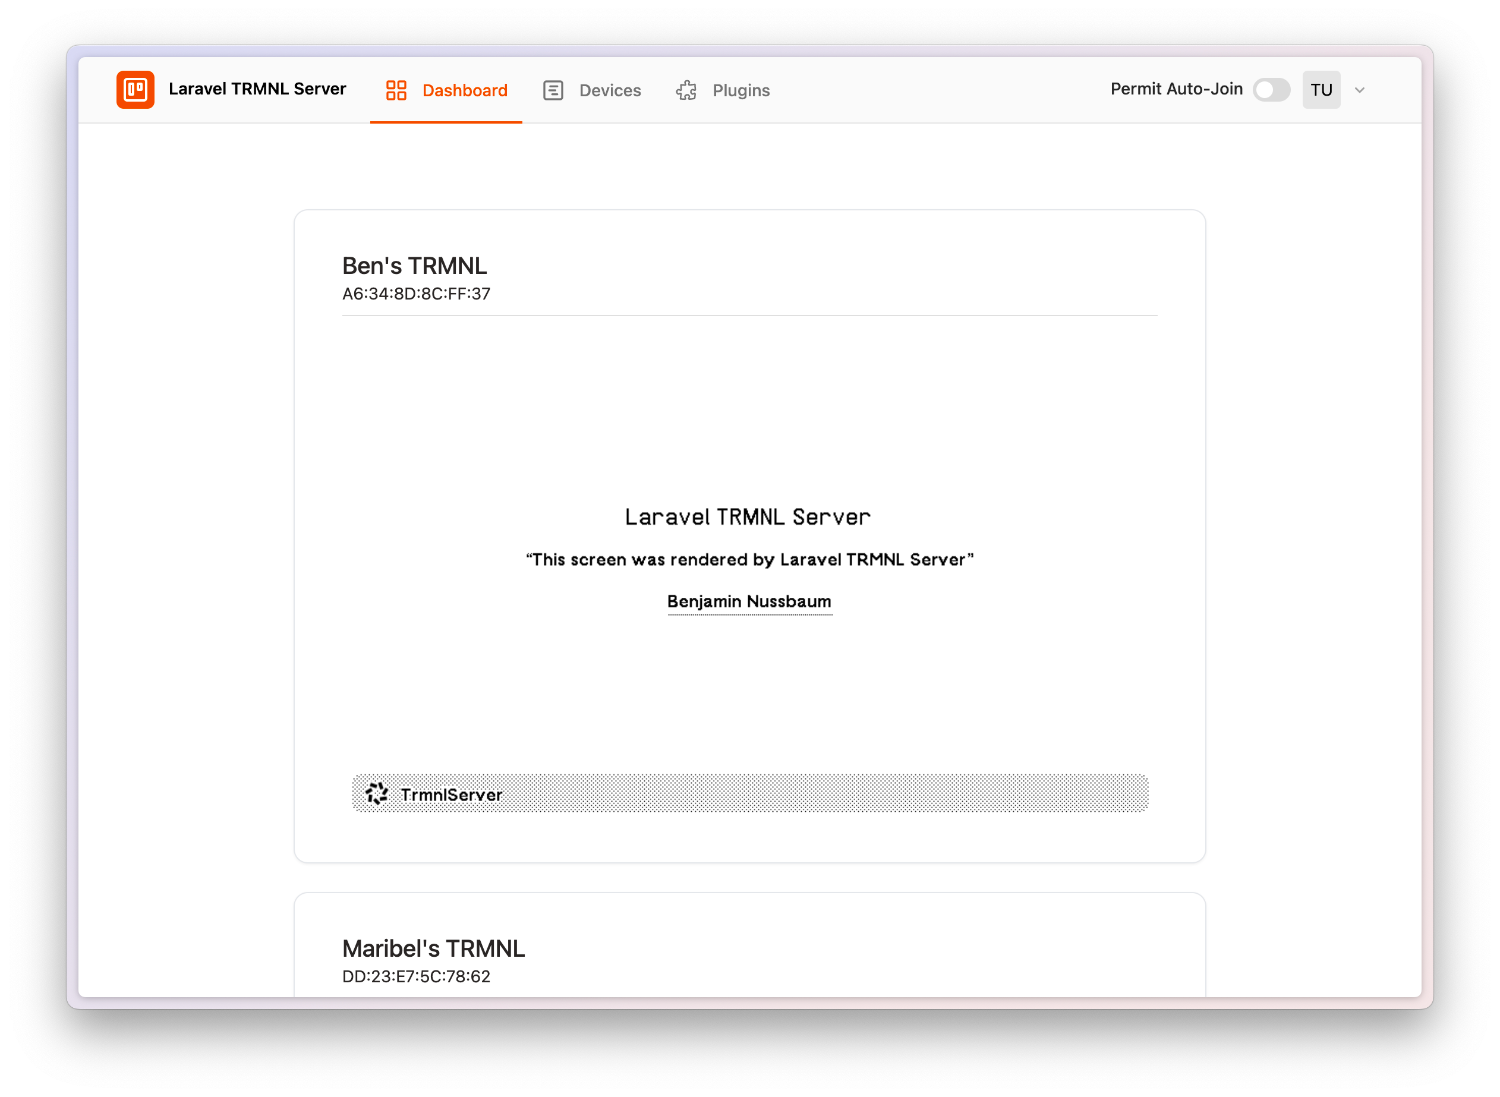 Laravel TRMNL Server
Dashboard
Devices
Plugins
Permit Auto-Join
TU
Ben's TRMNL
A6:34:8D:8C:FF:37
Laravel TRMNL Server
“This screen was rendered by Laravel TRMNL Server”
Benjamin Nussbaum
TrmnlServer
Maribel's TRMNL
DD:23:E7:5C:78:62